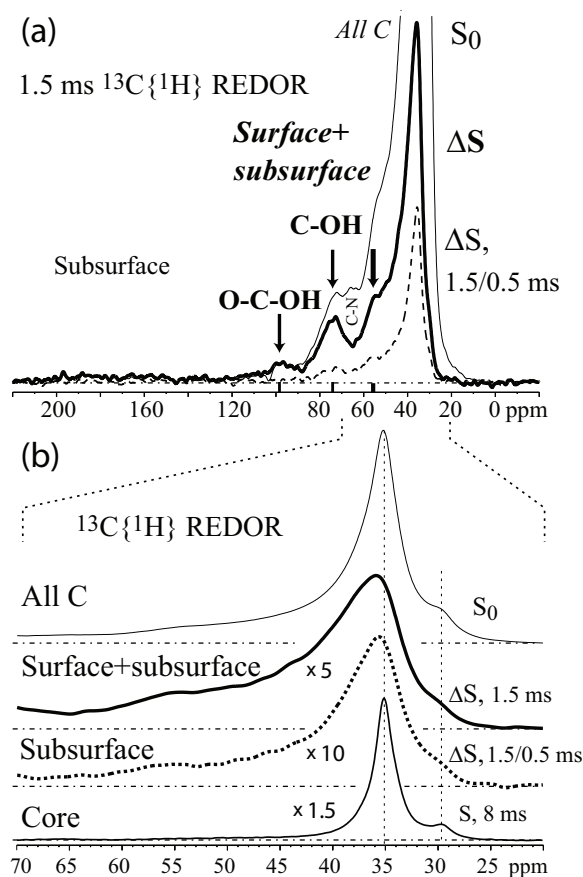 (a)
All C
S₀
1.5 ms ¹³C{¹H} REDOR
Surface+
subsurface
ΔS
C-OH
ΔS,
1.5/0.5 ms
Subsurface
C-N
O-C-OH
200 160 120 100 80 60 40 20 0 ppm
(b)
¹³C{¹H} REDOR
All C
S₀
Surface+subsurface
x 5
ΔS, 1.5 ms
Subsurface
x 10
ΔS, 1.5/0.5 ms
Core
x 1.5
S, 8 ms
70 55 50 45 40 35 30 25 ppm